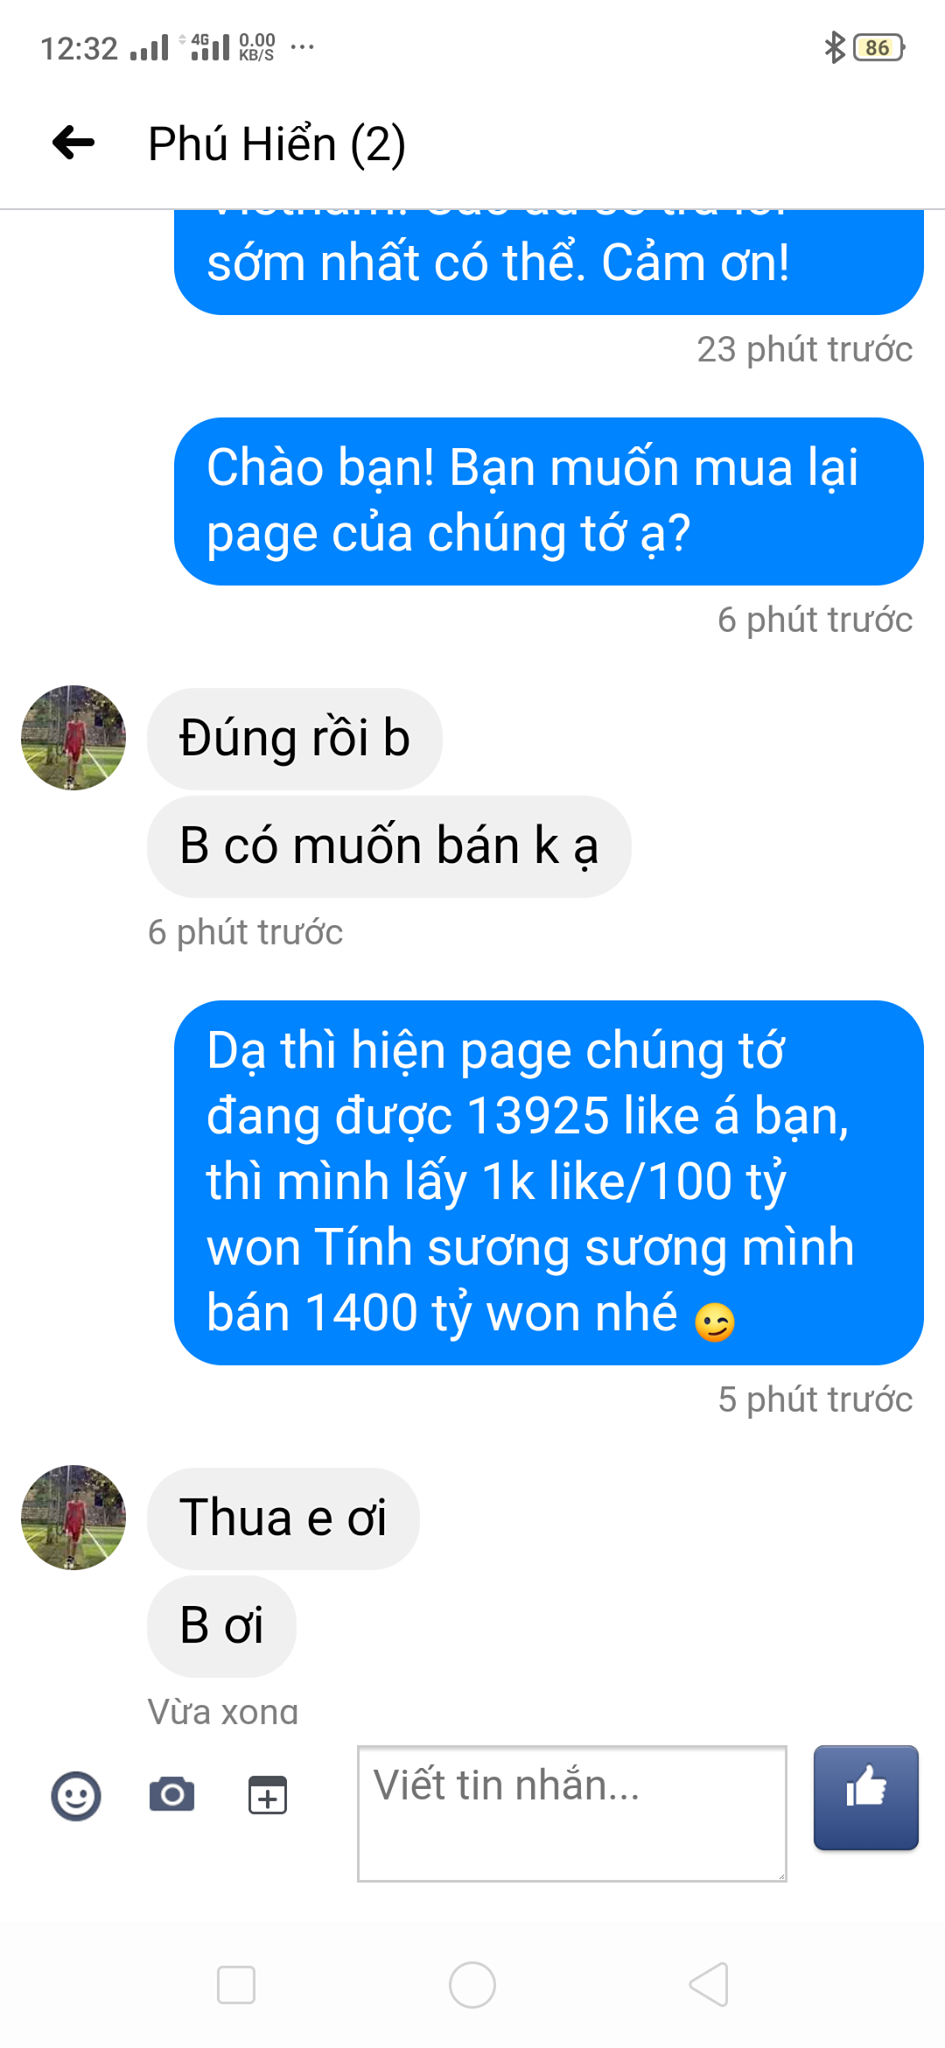 12:32 4G 0.00 KB/S ... 86
Phú Hiển (2)
sớm nhất có thể. Cảm ơn!
23 phút trước
Chào bạn! Bạn muốn mua lại
page của chúng tớ ạ?
6 phút trước
Đúng rồi b
B có muốn bán k ạ
6 phút trước
Dạ thì hiện page chúng tớ
đang được 13925 like á bạn,
thì mình lấy 1k like/100 tỷ
won Tính sương sương mình
bán 1400 tỷ won nhé 😉
5 phút trước
Thua e ơi
B ơi
Vừa xong
Viết tin nhắn...